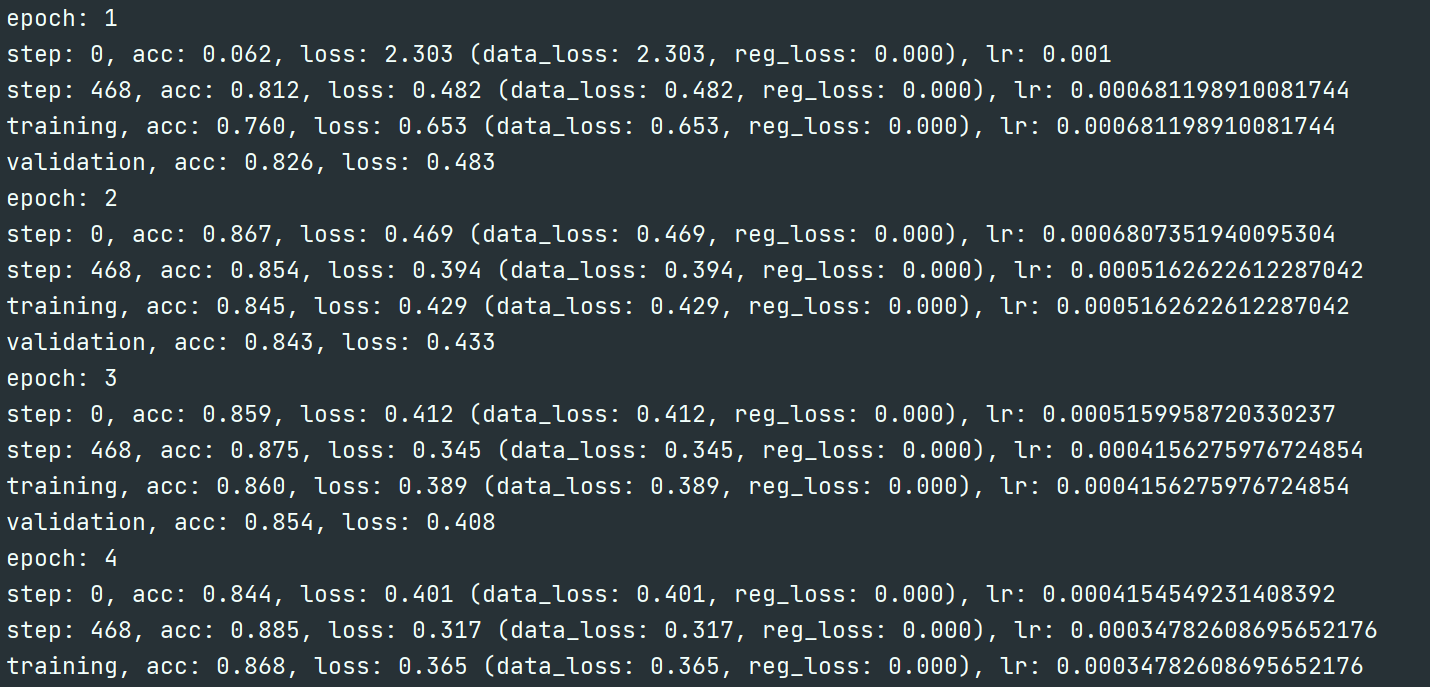 epoch: 1
step: 0, acc: 0.062, loss: 2.303 (data_loss: 2.303, reg_loss: 0.000), lr: 0.001
step: 468, acc: 0.812, loss: 0.482 (data_loss: 0.482, reg_loss: 0.000), lr: 0.000681198910081744
training, acc: 0.760, loss: 0.653 (data_loss: 0.653, reg_loss: 0.000), lr: 0.000681198910081744
validation, acc: 0.826, loss: 0.483
epoch: 2
step: 0, acc: 0.867, loss: 0.469 (data_loss: 0.469, reg_loss: 0.000), lr: 0.0006807351940095304
step: 468, acc: 0.854, loss: 0.394 (data_loss: 0.394, reg_loss: 0.000), lr: 0.0005162622612287042
training, acc: 0.845, loss: 0.429 (data_loss: 0.429, reg_loss: 0.000), lr: 0.0005162622612287042
validation, acc: 0.843, loss: 0.433
epoch: 3
step: 0, acc: 0.859, loss: 0.412 (data_loss: 0.412, reg_loss: 0.000), lr: 0.0005159958720330237
step: 468, acc: 0.875, loss: 0.345 (data_loss: 0.345, reg_loss: 0.000), lr: 0.0004156275976724854
training, acc: 0.860, loss: 0.389 (data_loss: 0.389, reg_loss: 0.000), lr: 0.0004156275976724854
validation, acc: 0.854, loss: 0.408
epoch: 4
step: 0, acc: 0.844, loss: 0.401 (data_loss: 0.401, reg_loss: 0.000), lr: 0.0004154549231408392
step: 468, acc: 0.885, loss: 0.317 (data_loss: 0.317, reg_loss: 0.000), lr: 0.00034782608695652176
training, acc: 0.868, loss: 0.365 (data_loss: 0.365, reg_loss: 0.000), lr: 0.00034782608695652176